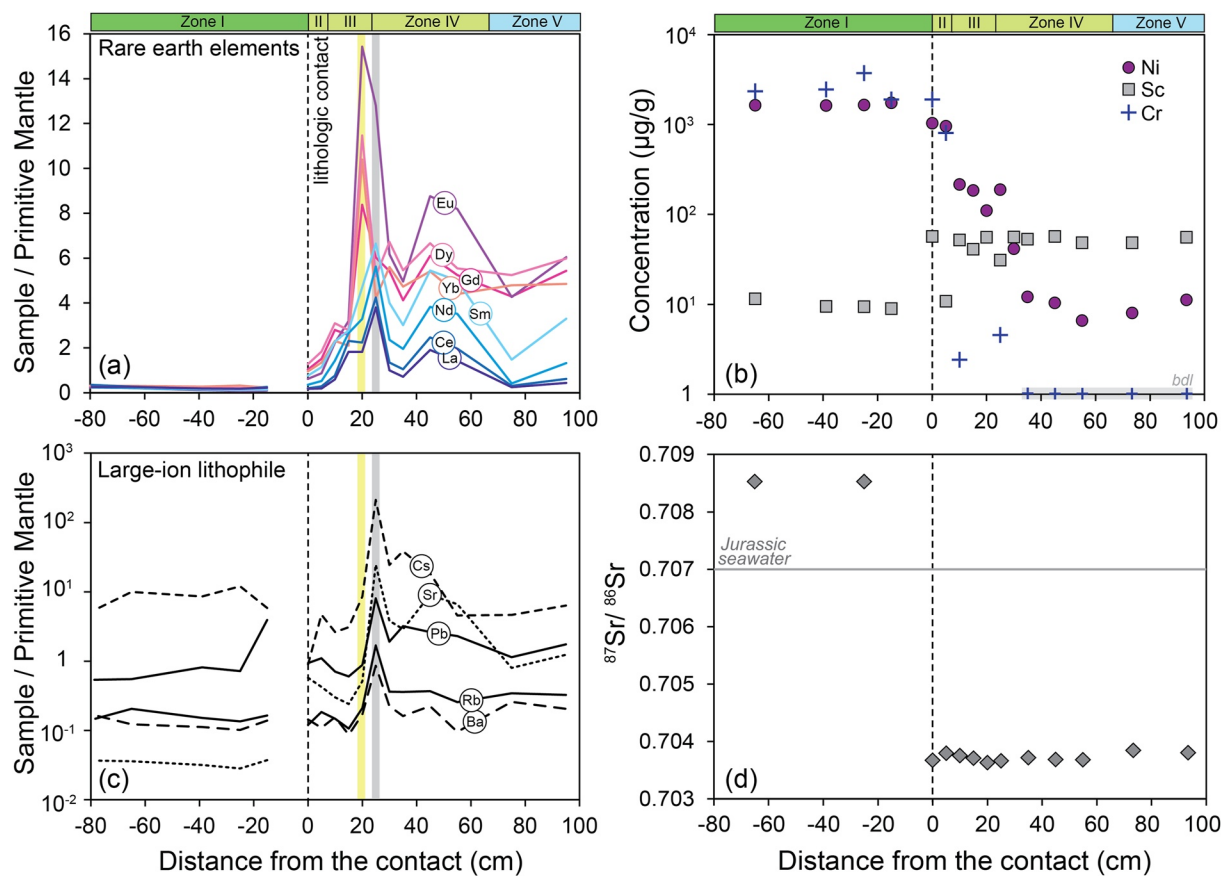 Zone I II III Zone IV Zone V
16
14
12
10
8
6
4
2
0
Sample / Primitive Mantle
Rare earth elements
lithologic contact
Eu
Dy
Gd
Yb
Nd
Sm
Ce
La
(a)
-80 -60 -40 -20 0 20 40 60 80 100
Zone I II III Zone IV Zone V
10⁴
10³
10²
10¹
1
Concentration (µg/g)
Ni
Sc
Cr
bdl
(b)
-80 -60 -40 -20 0 20 40 60 80 100
10³
10²
10¹
1
10⁻¹
10⁻²
Sample / Primitive Mantle
Large-ion lithophile
Cs
Sr
Pb
Rb
Ba
(c)
-80 -60 -40 -20 0 20 40 60 80 100
Distance from the contact (cm)
0.709
0.708
0.707
0.706
0.705
0.704
0.703
⁸⁷Sr/ ⁸⁶Sr
Jurassic
seawater
(d)
-80 -60 -40 -20 0 20 40 60 80 100
Distance from the contact (cm)